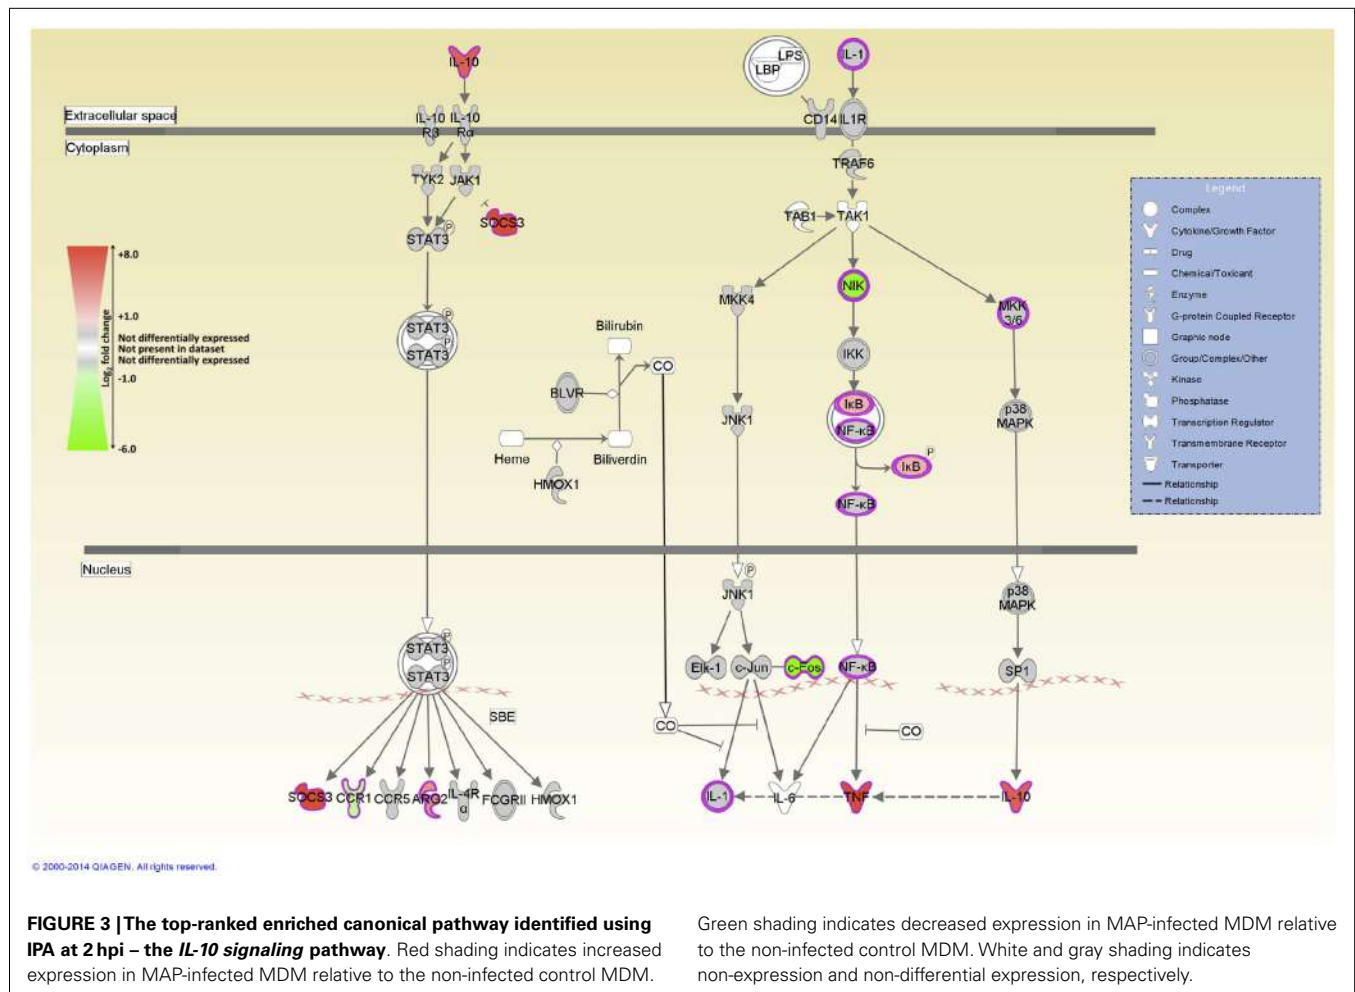 IL-10
LPS
LBP
IL-1
Extracellular space
IL-10
Rβ
IL-10
Rα
CD14
IL1R
Cytoplasm
TYK2
JAK1
TRAF6
SOCS3
STAT3
P
TAB1
TAK1
Legend
Complex
Cytokine/Growth Factor
Drug
Chemical/Toxicant
Enzyme
G-protein Coupled Receptor
Graphic node
Group/Complex/Other
Kinase
Phosphatase
Transcription Regulator
Transmembrane Receptor
Transporter
Relationship
Relationship
+8.0
+1.0
Not differentially expressed
Not present in dataset
Not differentially expressed
-1.0
-6.0
Log2 fold change
STAT3
P
STAT3
P
Bilirubin
CO
BLVR
Heme
Biliverdin
HMOX1
MKK4
NIK
MKK
3/6
IKK
JNK1
IκB
NF-κB
p38
MAPK
IκB
P
NF-κB
Nucleus
JNK1
P
p38
MAPK
STAT3
P
STAT3
P
Elk-1
c-Jun
c-Fos
NF-κB
SP1
SBE
CO
CO
SOCS3
CCR1
CCR5
ARG2
IL-4R
α
FCGRII
HMOX1
IL-1
IL-6
TNF
IL-10
© 2000-2014 QIAGEN. All rights reserved.
FIGURE 3 | The top-ranked enriched canonical pathway identified using
IPA at 2 hpi – the IL-10 signaling pathway. Red shading indicates increased
expression in MAP-infected MDM relative to the non-infected control MDM.
Green shading indicates decreased expression in MAP-infected MDM relative
to the non-infected control MDM. White and gray shading indicates
non-expression and non-differential expression, respectively.